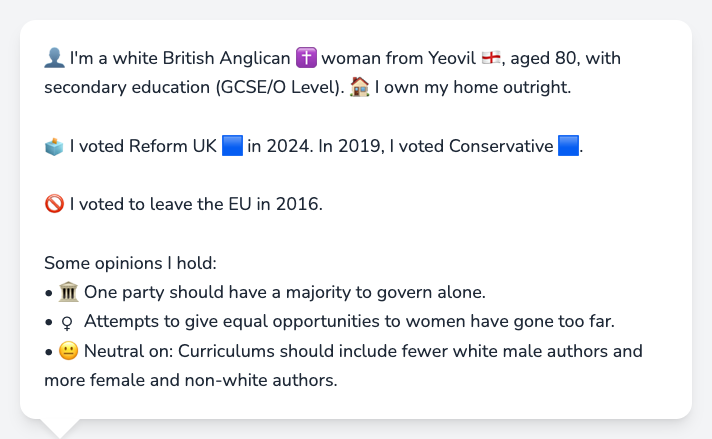 👤 I'm a white British Anglican ✝️ woman from Yeovil 🏴󠁧󠁢󠁥󠁮󠁧󠁿, aged 80, with
secondary education (GCSE/O Level). 🏠 I own my home outright.
🗳️ I voted Reform UK 🟦 in 2024. In 2019, I voted Conservative 🟦.
🚫 I voted to leave the EU in 2016.
Some opinions I hold:
• 🏛️ One party should have a majority to govern alone.
• ♀ Attempts to give equal opportunities to women have gone too far.
• 😐 Neutral on: Curriculums should include fewer white male authors and
more female and non-white authors.